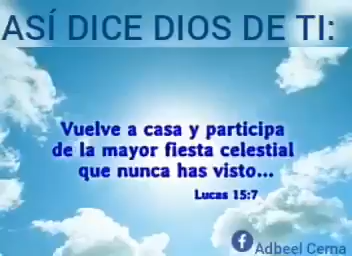 ASÍ DICE DIOS DE TI:
Vuelve a casa y participa
de la mayor fiesta celestial
que nunca has visto...
Lucas 15:7
f Adbeel Cerna